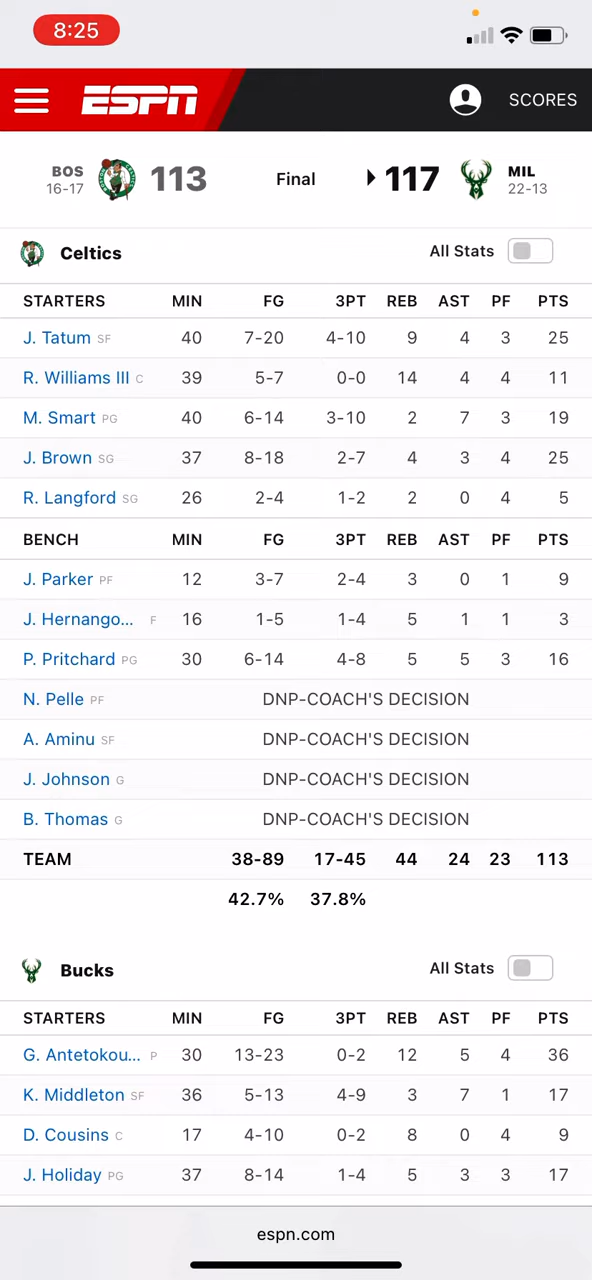 8:25
ESPN
SCORES
BOS
16-17
113
Final
117
MIL
22-13
Celtics
All Stats
STARTERS MIN FG 3PT REB AST PF PTS
J. Tatum SF 40 7-20 4-10 9 4 3 25
R. Williams III C 39 5-7 0-0 14 4 4 11
M. Smart PG 40 6-14 3-10 2 7 3 19
J. Brown SG 37 8-18 2-7 4 3 4 25
R. Langford SG 26 2-4 1-2 2 0 4 5
BENCH MIN FG 3PT REB AST PF PTS
J. Parker PF 12 3-7 2-4 3 0 1 9
J. Hernango... F 16 1-5 1-4 5 1 1 3
P. Pritchard PG 30 6-14 4-8 5 5 3 16
N. Pelle PF DNP-COACH'S DECISION
A. Aminu SF DNP-COACH'S DECISION
J. Johnson G DNP-COACH'S DECISION
B. Thomas G DNP-COACH'S DECISION
TEAM 38-89 17-45 44 24 23 113
42.7% 37.8%
Bucks
All Stats
STARTERS MIN FG 3PT REB AST PF PTS
G. Antetokou... P 30 13-23 0-2 12 5 4 36
K. Middleton SF 36 5-13 4-9 3 7 1 17
D. Cousins C 17 4-10 0-2 8 0 4 9
J. Holiday PG 37 8-14 1-4 5 3 3 17
espn.com